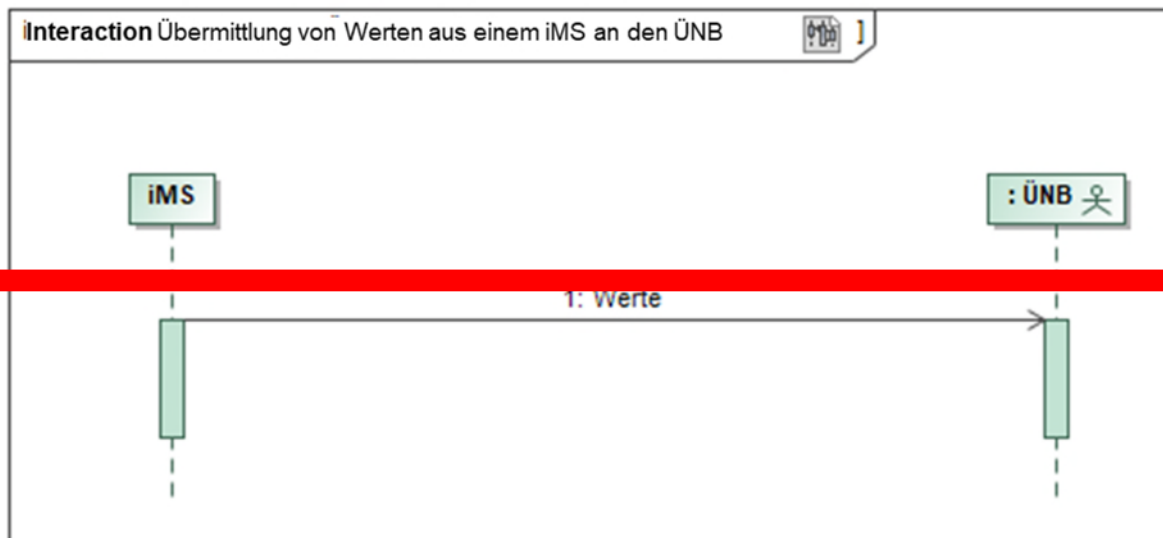 Interaction Übermittlung von Werten aus einem iMS an den ÜNB ]
iMS
: ÜNB
1: Werte